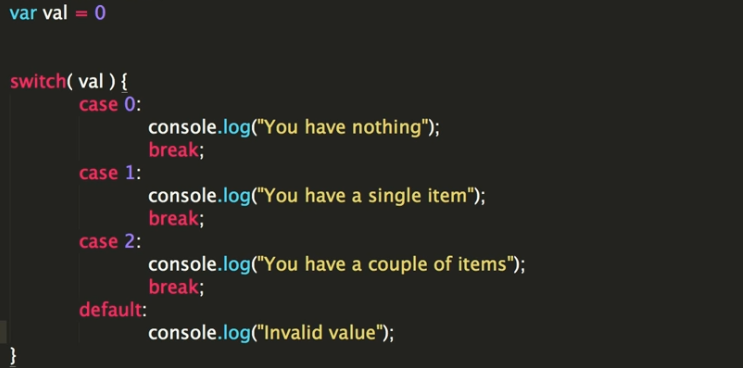 var val = 0
switch( val ) {
case 0:
console.log("You have nothing");
break;
case 1:
console.log("You have a single item");
break;
case 2:
console.log("You have a couple of items");
break;
default:
console.log("Invalid value");
}